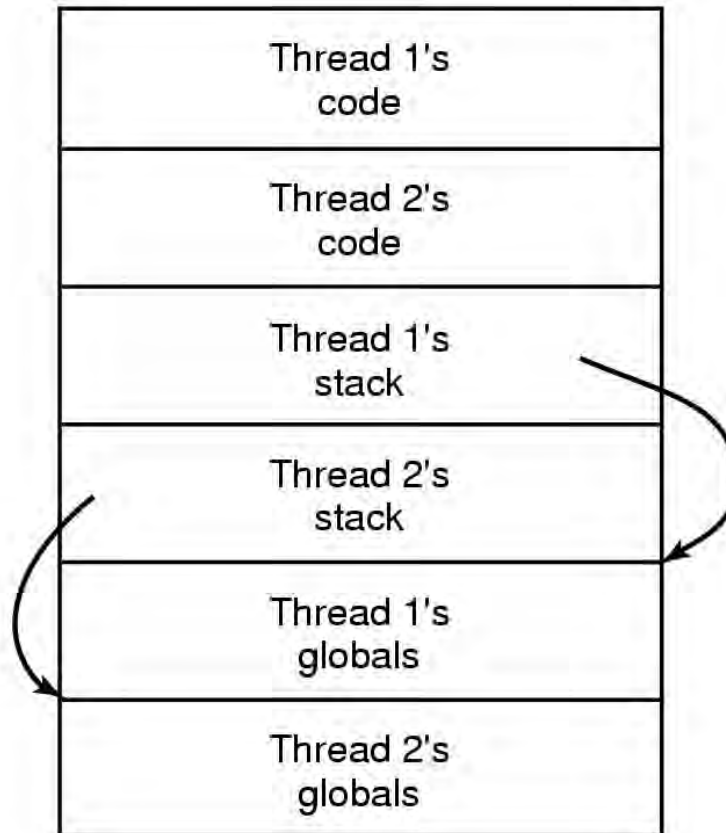 Thread 1's
code
Thread 2's
code
Thread 1's
stack
Thread 2's
stack
Thread 1's
globals
Thread 2's
globals